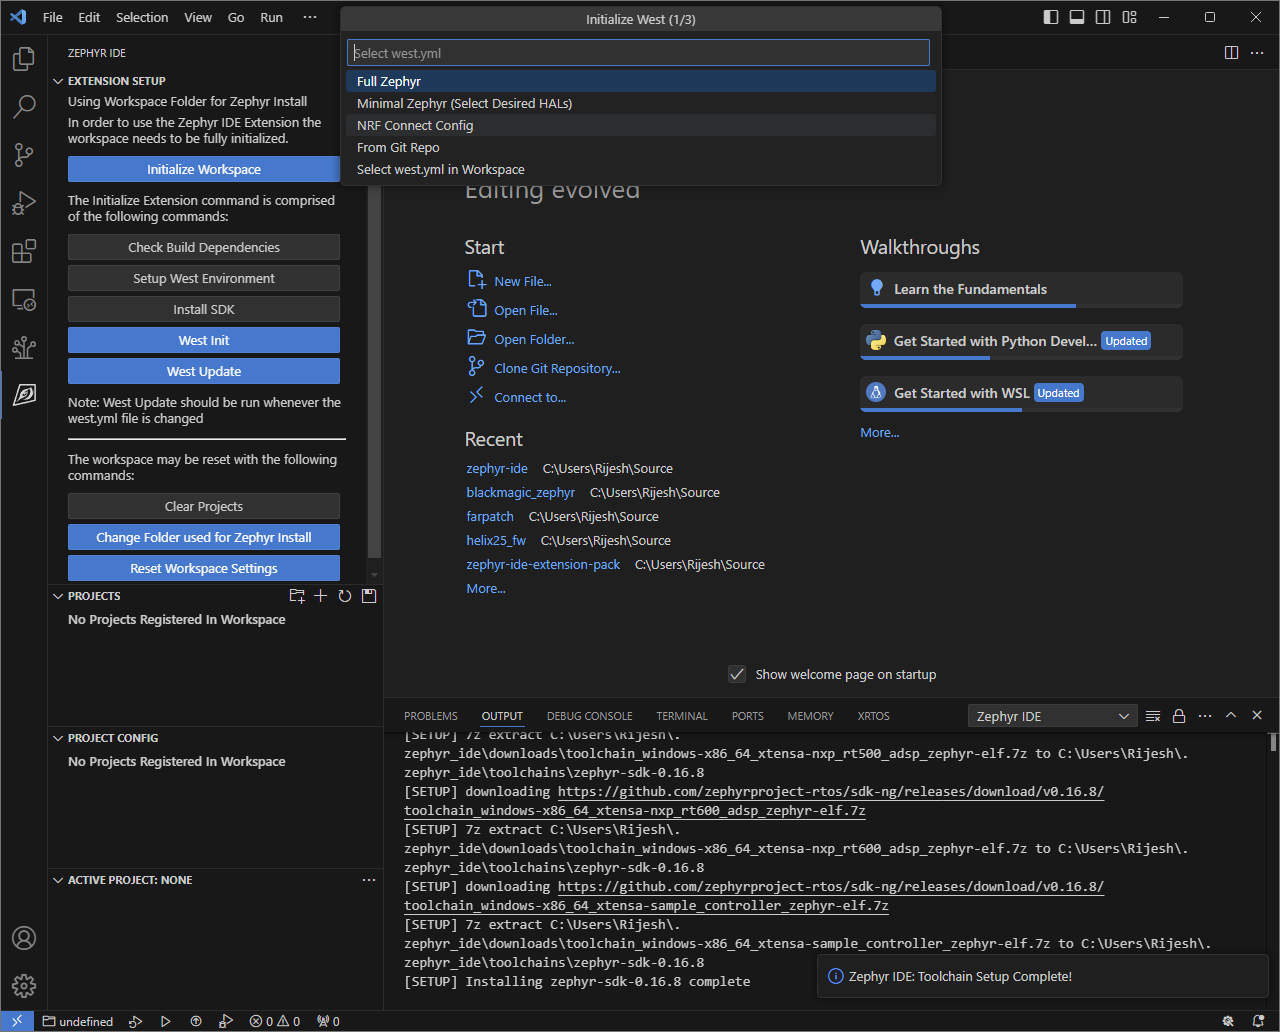 File Edit Selection View Go Run ···
Initialize West (1/3)
Select west.yml
Full Zephyr
Minimal Zephyr (Select Desired HALs)
NRF Connect Config
From Git Repo
Select west.yml in Workspace
ZEPHYR IDE
EXTENSION SETUP
Using Workspace Folder for Zephyr Install
In order to use the Zephyr IDE Extension the
workspace needs to be fully initialized.
Initialize Workspace
The Initialize Extension command is comprised
of the following commands:
Check Build Dependencies
Setup West Environment
Install SDK
West Init
West Update
Note: West Update should be run whenever the
west.yml file is changed
The workspace may be reset with the following
commands:
Clear Projects
Change Folder used for Zephyr Install
Reset Workspace Settings
PROJECTS
No Projects Registered In Workspace
PROJECT CONFIG
No Projects Registered In Workspace
ACTIVE PROJECT: NONE
Editing evolved
Start
New File...
Open File...
Open Folder...
Clone Git Repository...
Connect to...
Recent
zephyr-ide C:\Users\Rijesh\Source
blackmagic_zephyr C:\Users\Rijesh\Source
farpatch C:\Users\Rijesh\Source
helix25_fw C:\Users\Rijesh\Source
zephyr-ide-extension-pack C:\Users\Rijesh\Source
More...
Walkthroughs
Learn the Fundamentals
Get Started with Python Devel... Updated
Get Started with WSL Updated
More...
Show welcome page on startup
PROBLEMS OUTPUT DEBUG CONSOLE TERMINAL PORTS MEMORY XRTOS
Zephyr IDE
[SETUP] 7z extract C:\Users\Rijesh\.
zephyr_ide\downloads\toolchain_windows-x86_64_xtensa-nxp_rt500_adsp_zephyr-elf.7z to C:\Users\Rijesh\.
zephyr_ide\toolchains\zephyr-sdk-0.16.8
[SETUP] downloading https://github.com/zephyrproject-rtos/sdk-ng/releases/download/v0.16.8/
toolchain_windows-x86_64_xtensa-nxp_rt600_adsp_zephyr-elf.7z
[SETUP] 7z extract C:\Users\Rijesh\.
zephyr_ide\downloads\toolchain_windows-x86_64_xtensa-nxp_rt600_adsp_zephyr-elf.7z to C:\Users\Rijesh\.
zephyr_ide\toolchains\zephyr-sdk-0.16.8
[SETUP] downloading https://github.com/zephyrproject-rtos/sdk-ng/releases/download/v0.16.8/
toolchain_windows-x86_64_xtensa-sample_controller_zephyr-elf.7z
[SETUP] 7z extract C:\Users\Rijesh\.
zephyr_ide\downloads\toolchain_windows-x86_64_xtensa-sample_controller_zephyr-elf.7z to C:\Users\Rijesh\.
zephyr_ide\toolchains\zephyr-sdk-0.16.8
[SETUP] Installing zephyr-sdk-0.16.8 complete
Zephyr IDE: Toolchain Setup Complete!
undefined 0 0 0